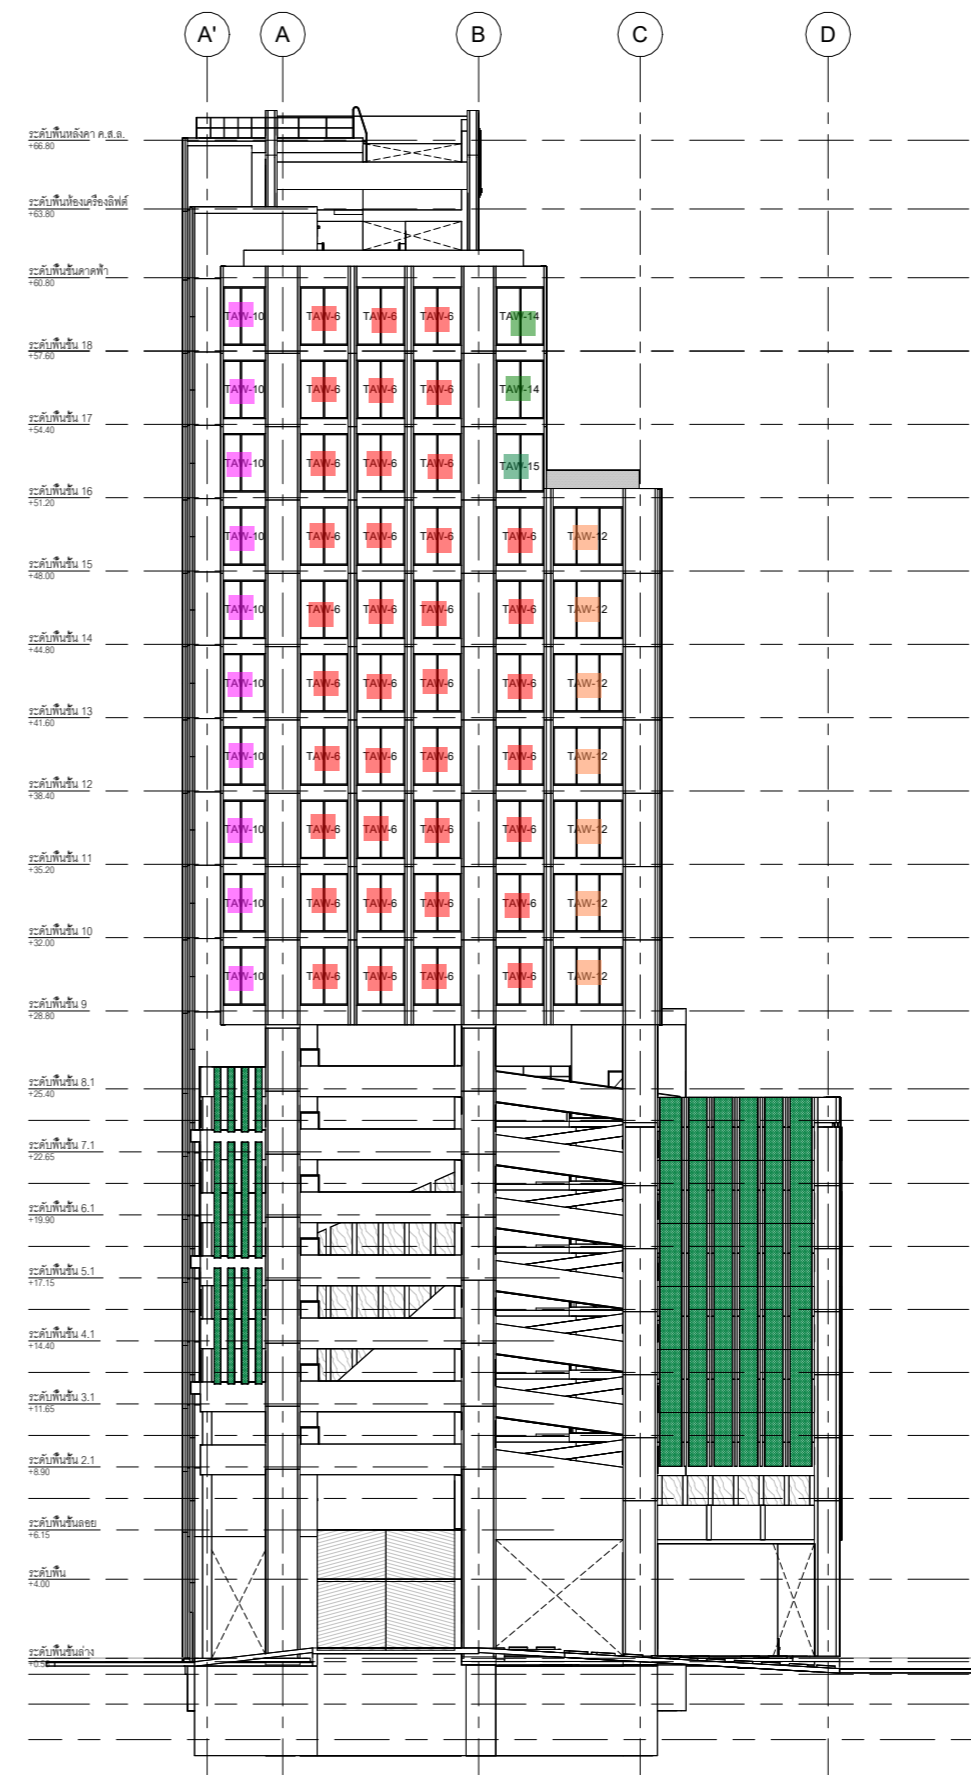 A' A B C D
ระดับพื้นหลังคา ค.ส.ล.
+66.80
ระดับพื้นห้องเครื่องลิฟต์
+63.80
ระดับพื้นชั้นดาดฟ้า
+60.80
TAW-10 TAW-6 TAW-6 TAW-6 TAW-14
ระดับพื้นชั้น 18
+57.60
TAW-10 TAW-6 TAW-6 TAW-6 TAW-14
ระดับพื้นชั้น 17
+54.40
TAW-10 TAW-6 TAW-6 TAW-6 TAW-15
ระดับพื้นชั้น 16
+51.20
TAW-10 TAW-6 TAW-6 TAW-6 TAW-6 TAW-12
ระดับพื้นชั้น 15
+48.00
TAW-10 TAW-6 TAW-6 TAW-6 TAW-6 TAW-12
ระดับพื้นชั้น 14
+44.80
TAW-10 TAW-6 TAW-6 TAW-6 TAW-6 TAW-12
ระดับพื้นชั้น 13
+41.60
TAW-10 TAW-6 TAW-6 TAW-6 TAW-6 TAW-12
ระดับพื้นชั้น 12
+38.40
TAW-10 TAW-6 TAW-6 TAW-6 TAW-6 TAW-12
ระดับพื้นชั้น 11
+35.20
TAW-10 TAW-6 TAW-6 TAW-6 TAW-6 TAW-12
ระดับพื้นชั้น 10
+32.00
TAW-10 TAW-6 TAW-6 TAW-6 TAW-6 TAW-12
ระดับพื้นชั้น 9
+28.80
ระดับพื้นชั้น 8.1
+25.40
ระดับพื้นชั้น 7.1
+22.65
ระดับพื้นชั้น 6.1
+19.90
ระดับพื้นชั้น 5.1
+17.15
ระดับพื้นชั้น 4.1
+14.40
ระดับพื้นชั้น 3.1
+11.65
ระดับพื้นชั้น 2.1
+8.90
ระดับพื้นชั้นลอย
+6.15
ระดับพื้น
+4.00
ระดับพื้นชั้นล่าง